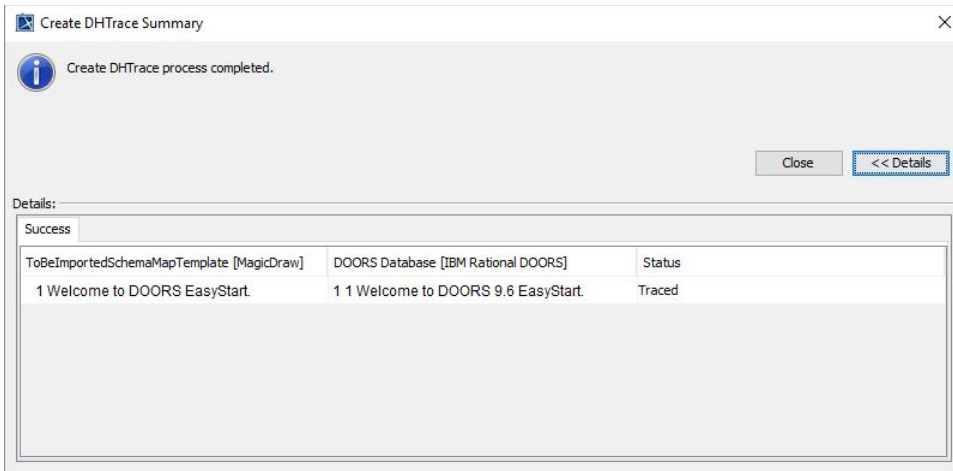 Create DHTrace Summary
Create DHTrace process completed.
Close
<< Details
Details:
Success
ToBeImportedSchemaMapTemplate [MagicDraw] DOORS Database [IBM Rational DOORS] Status
1 Welcome to DOORS EasyStart. 1 1 Welcome to DOORS 9.6 EasyStart. Traced